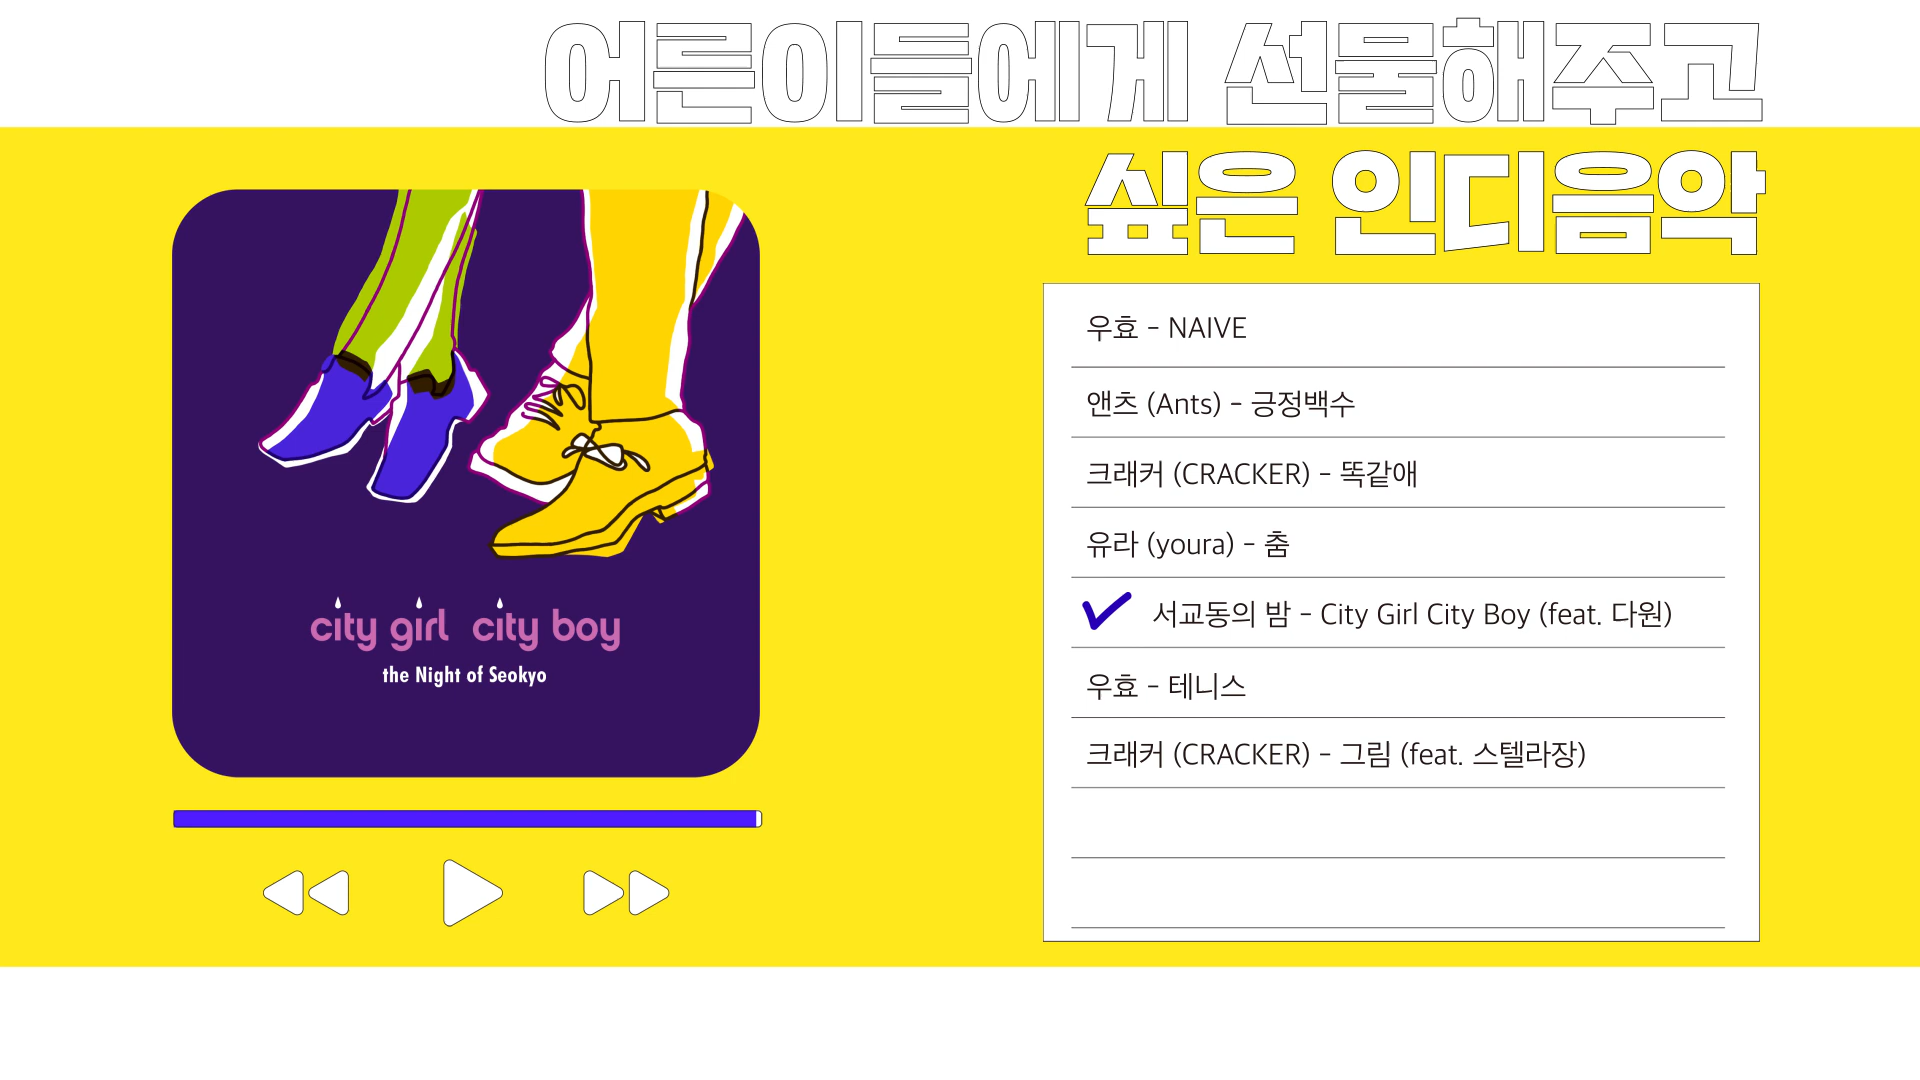 어른이들에게 선물해주고
싶은 인디음악
city girl city boy
the Night of Seokyo
우효 - NAIVE
앤츠 (Ants) - 긍정백수
크래커 (CRACKER) - 똑같애
유라 (youra) - 춤
서교동의 밤 - City Girl City Boy (feat. 다원)
우효 - 테니스
크래커 (CRACKER) - 그림 (feat. 스텔라장)